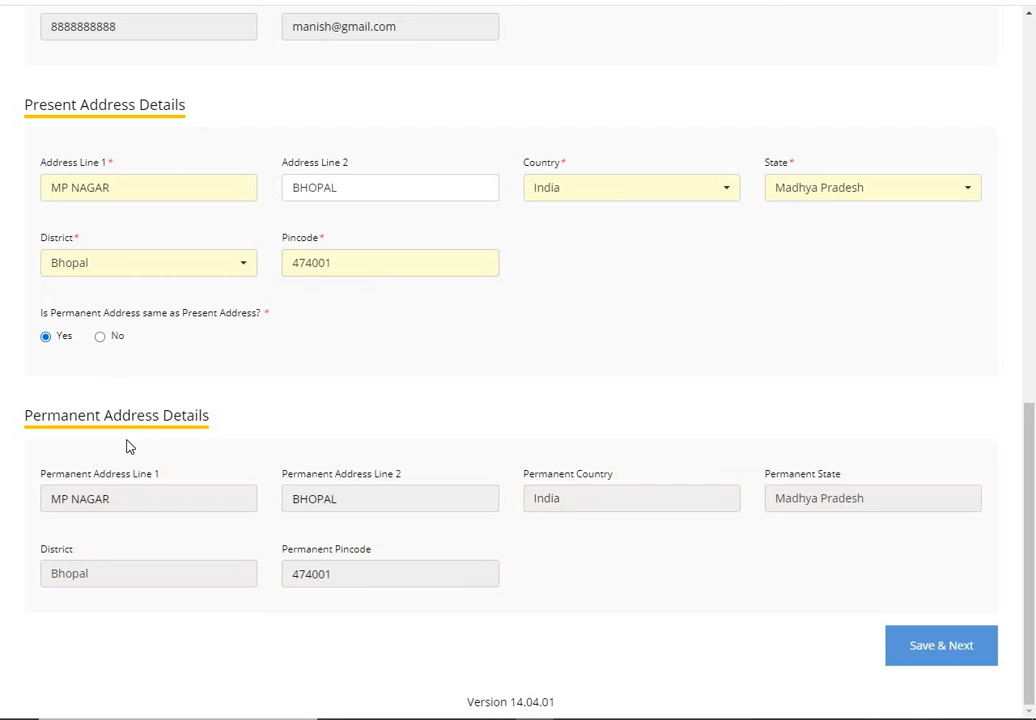 8888888888 manish@gmail.com
Present Address Details
Address Line 1* Address Line 2 Country* State*
MP NAGAR BHOPAL India Madhya Pradesh
District* Pincode*
Bhopal 474001
Is Permanent Address same as Present Address? *
Yes No
Permanent Address Details
Permanent Address Line 1 Permanent Address Line 2 Permanent Country Permanent State
MP NAGAR BHOPAL India Madhya Pradesh
District Permanent Pincode
Bhopal 474001
Save & Next
Version 14.04.01